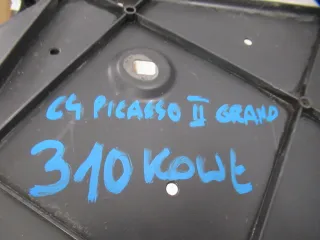 C4 PICASSO II GRAND
310 KOWt